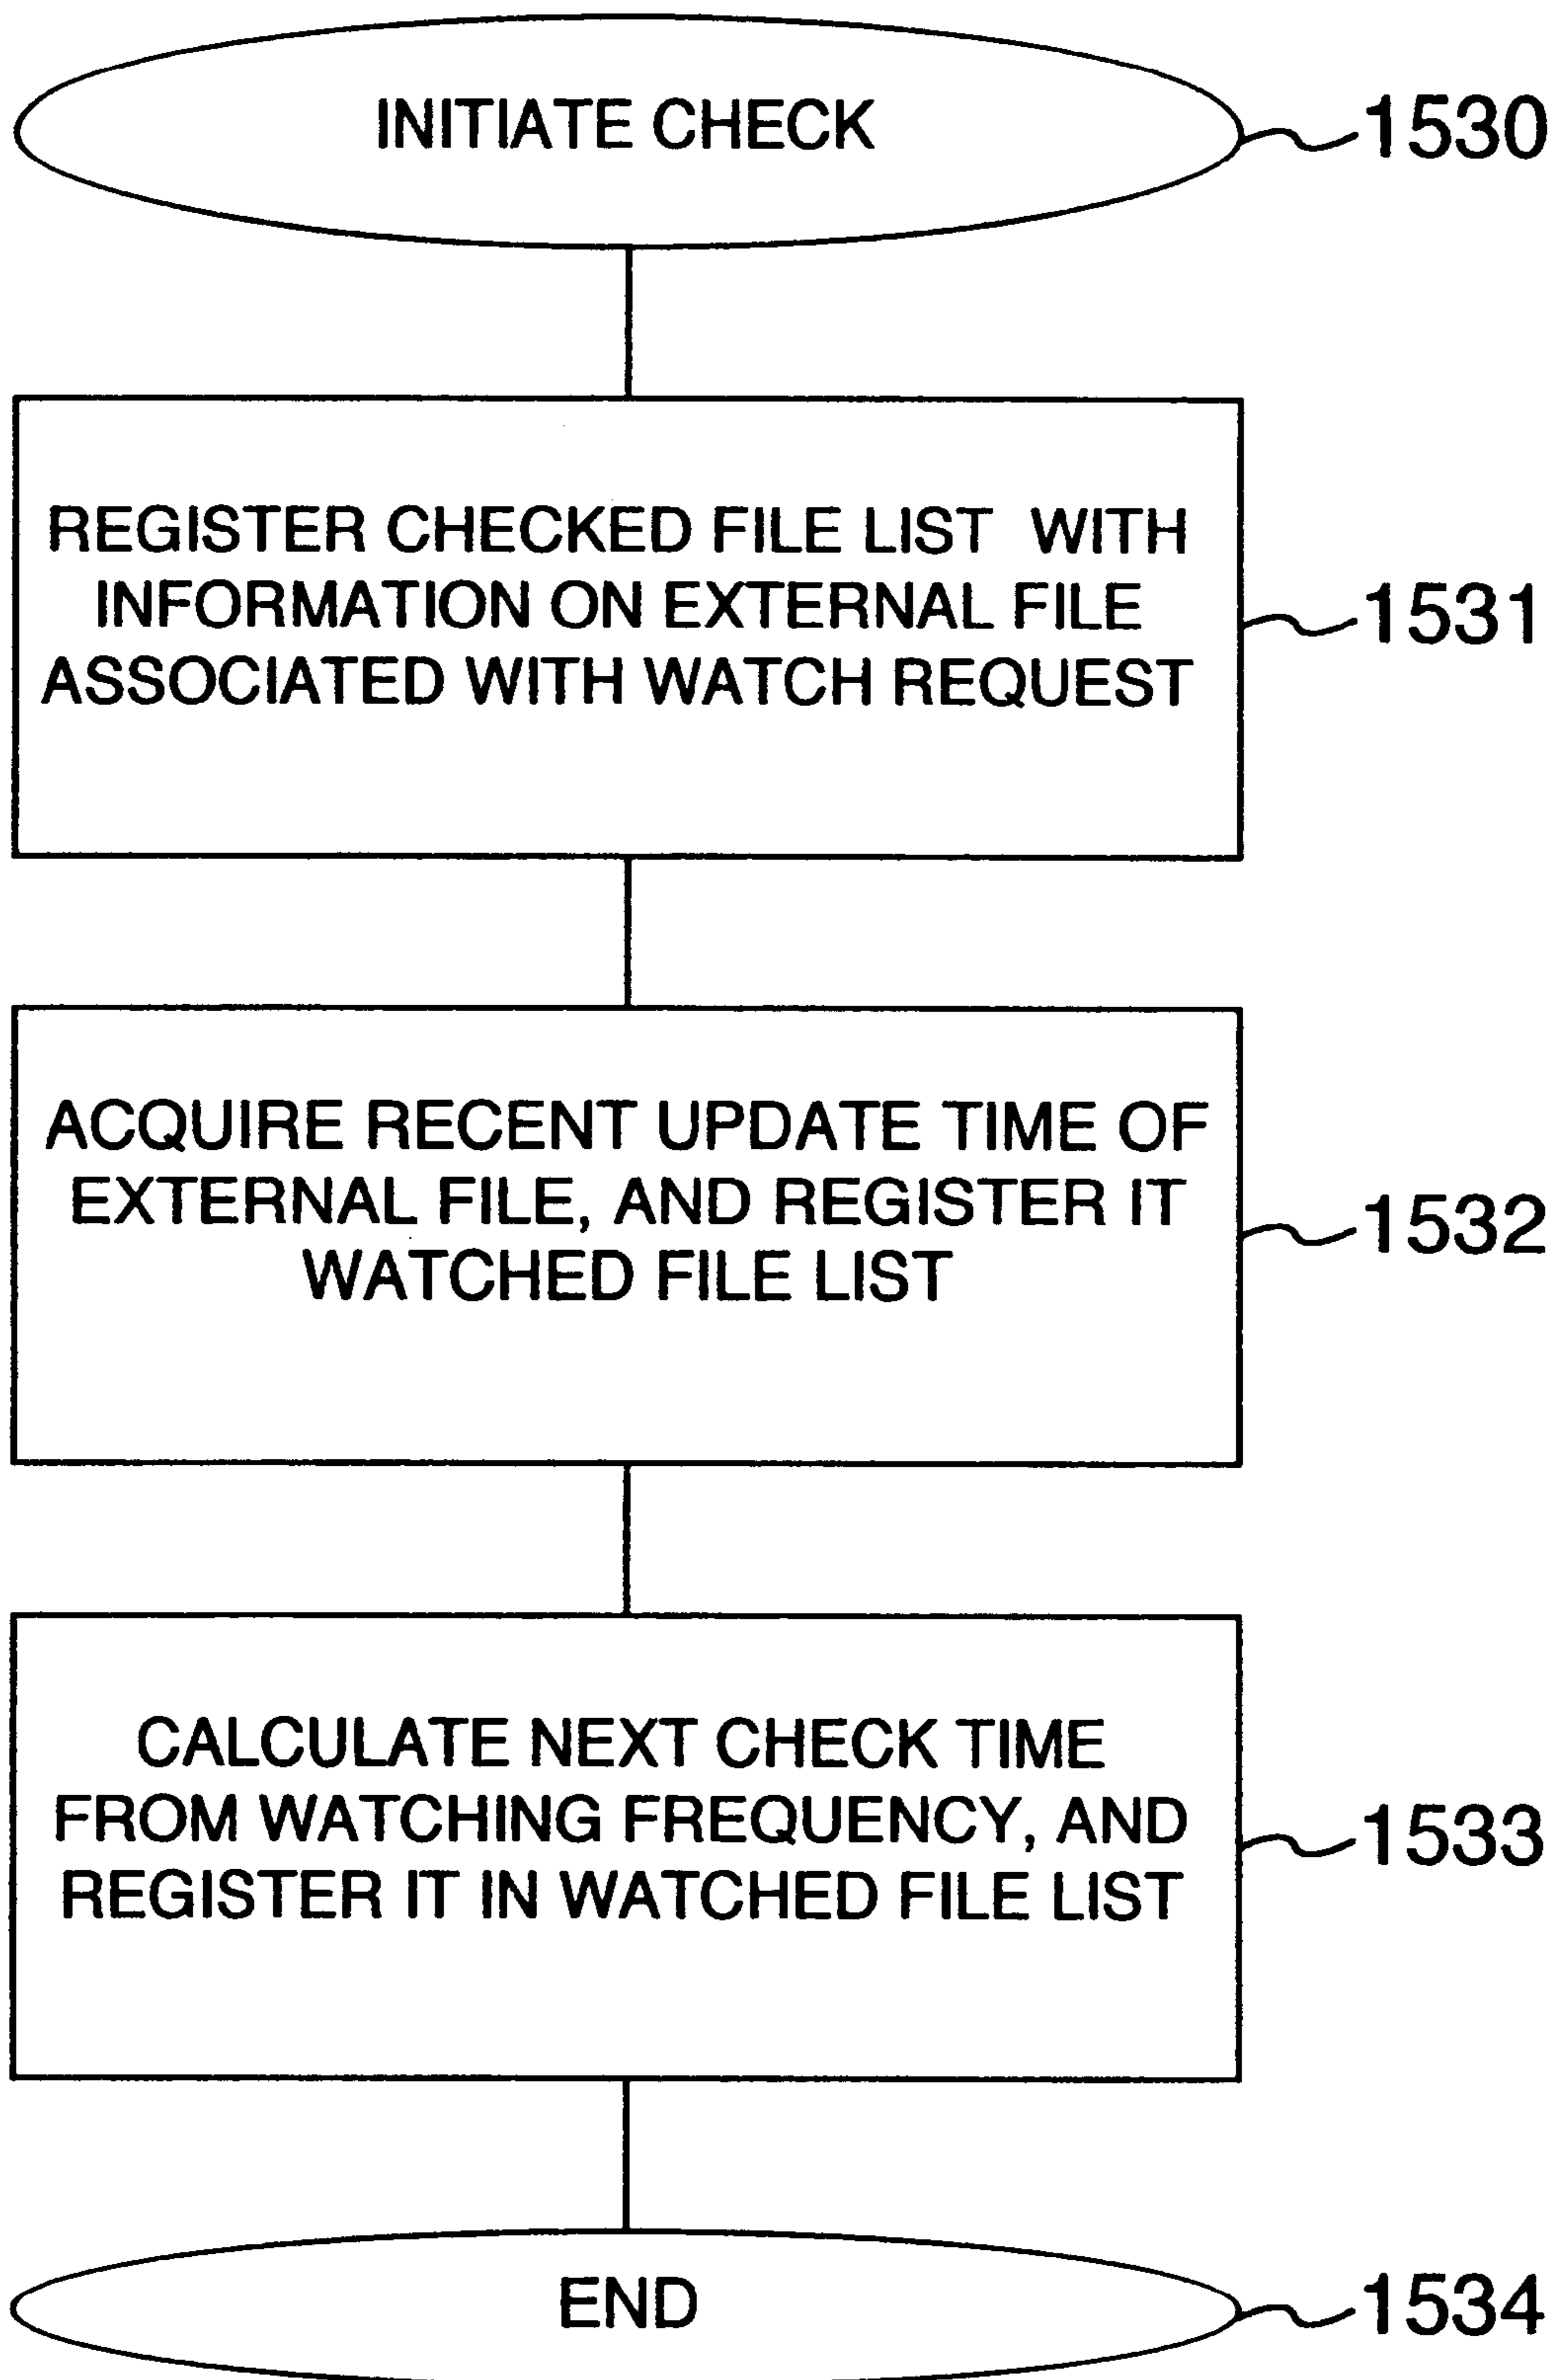 INITIATE CHECK
1530
REGISTER CHECKED FILE LIST WITH
INFORMATION ON EXTERNAL FILE
ASSOCIATED WITH WATCH REQUEST
1531
ACQUIRE RECENT UPDATE TIME OF
EXTERNAL FILE, AND REGISTER IT
WATCHED FILE LIST
1532
CALCULATE NEXT CHECK TIME
FROM WATCHING FREQUENCY, AND
REGISTER IT IN WATCHED FILE LIST
1533
END
1534